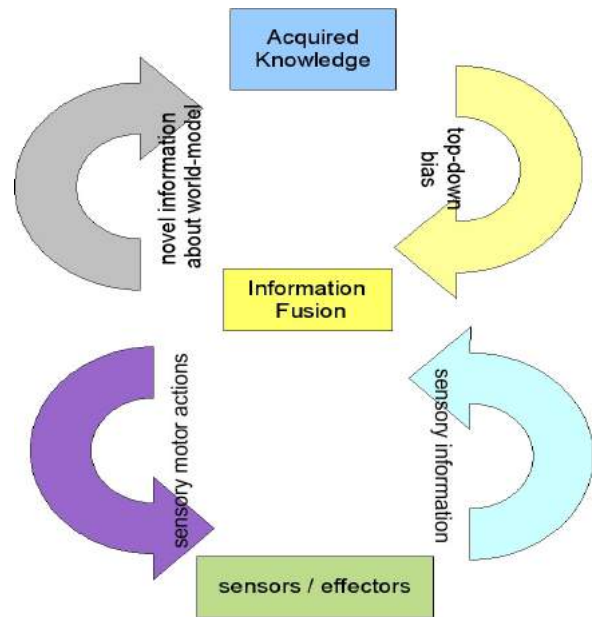 Acquired
Knowledge
novel information
about world-model
top-down
bias
Information
Fusion
sensory motor actions
sensory information
sensors / effectors